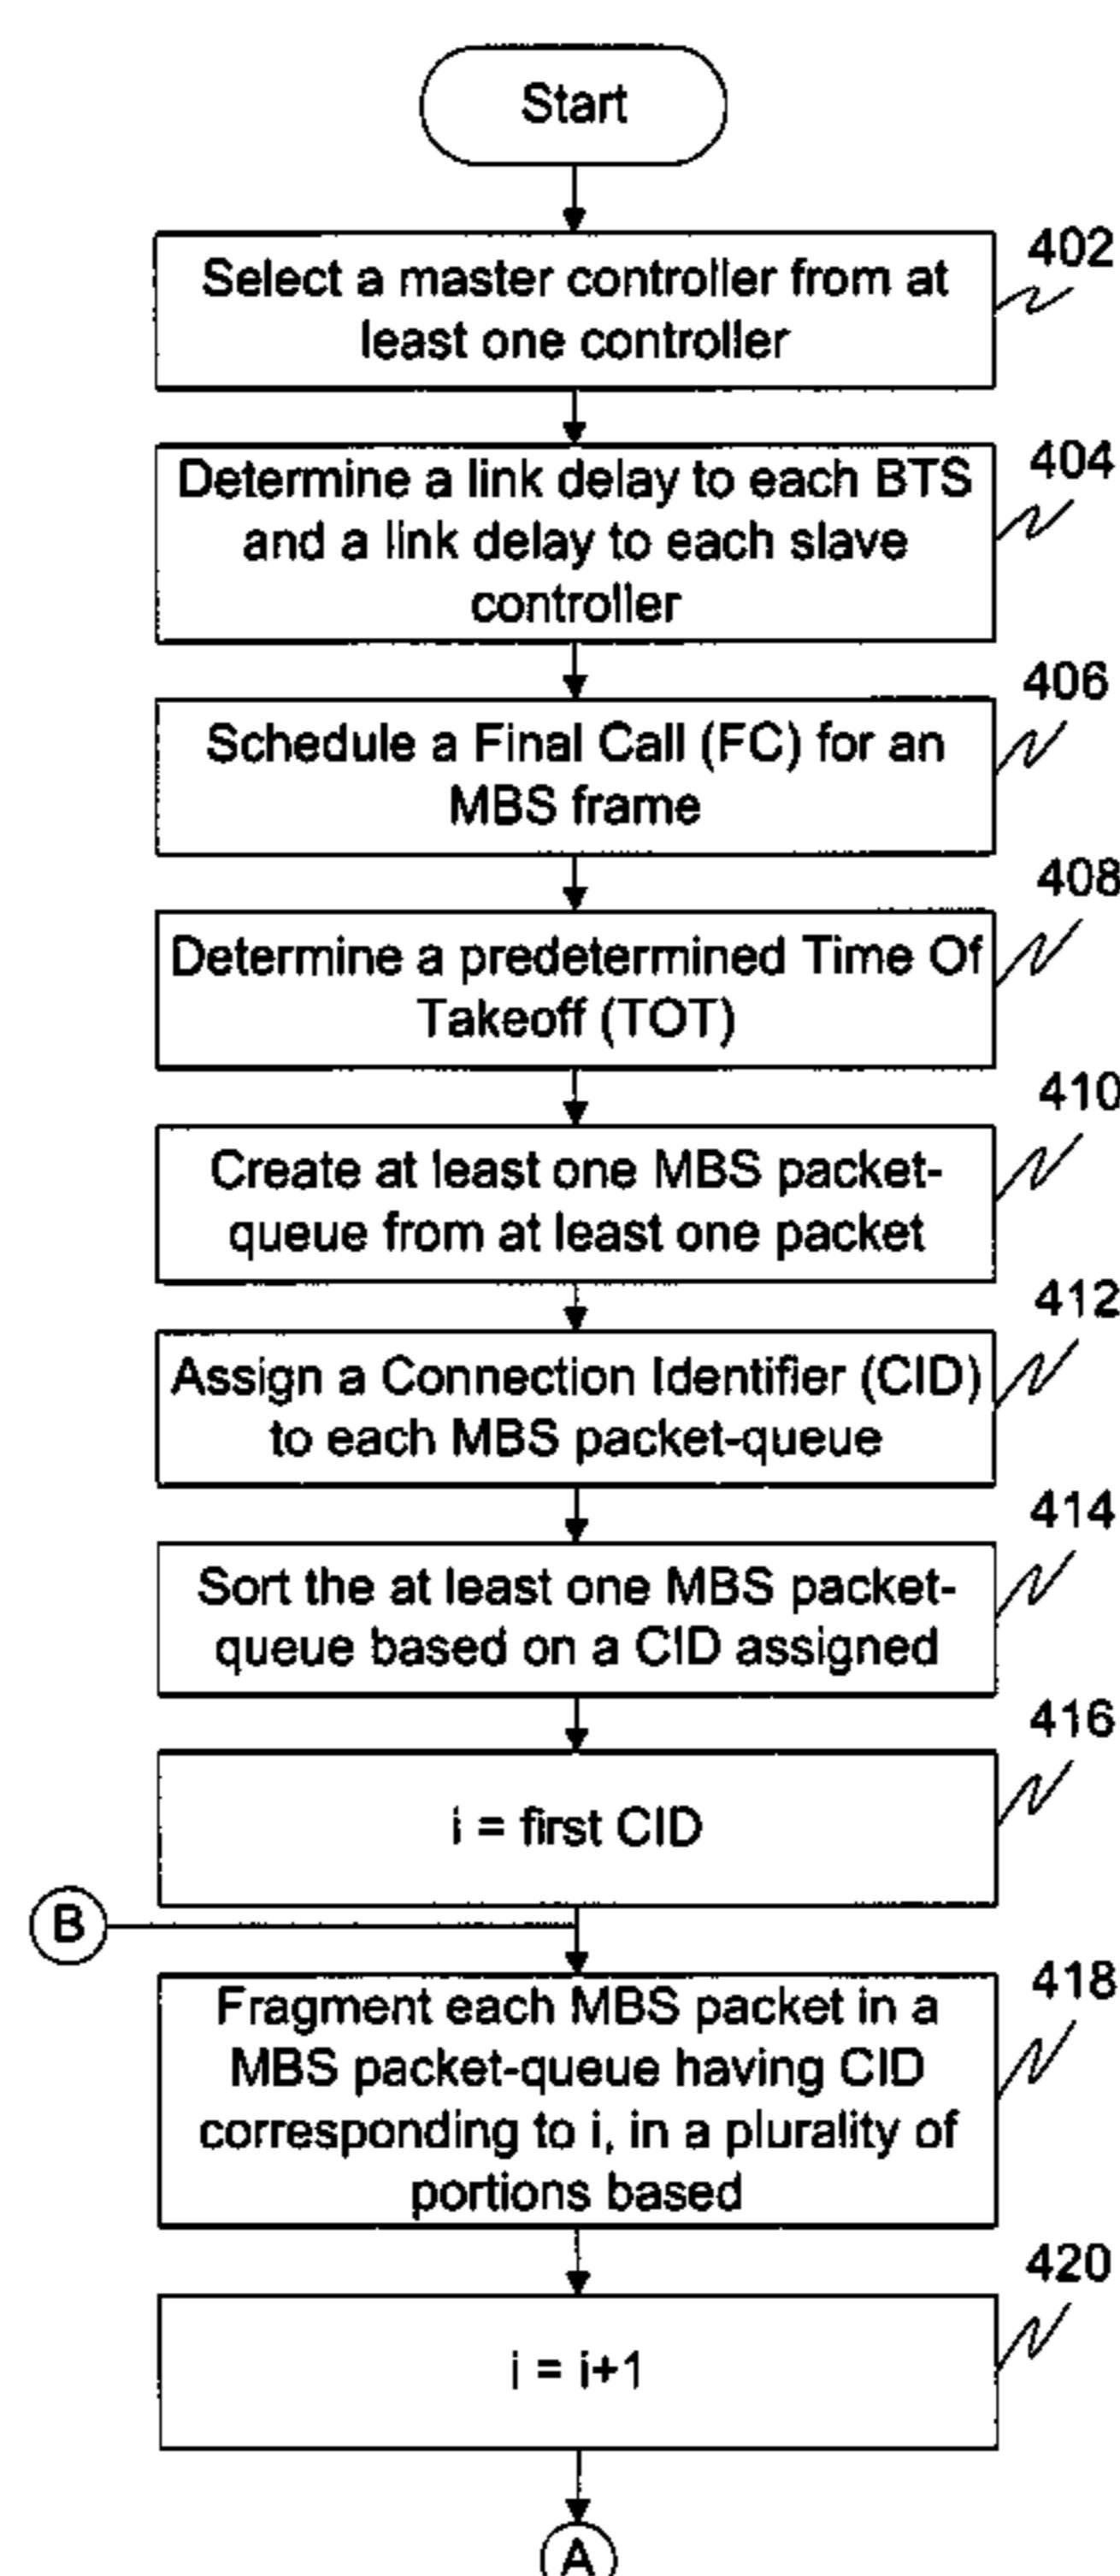 Start
402
Select a master controller from at
least one controller
404
Determine a link delay to each BTS
and a link delay to each slave
controller
406
Schedule a Final Call (FC) for an
MBS frame
408
Determine a predetermined Time Of
Takeoff (TOT)
410
Create at least one MBS packet-
queue from at least one packet
412
Assign a Connection Identifier (CID)
to each MBS packet-queue
414
Sort the at least one MBS packet-
queue based on a CID assigned
416
i = first CID
B
418
Fragment each MBS packet in a
MBS packet-queue having CID
corresponding to i, in a plurality of
portions based
420
i = i+1
A